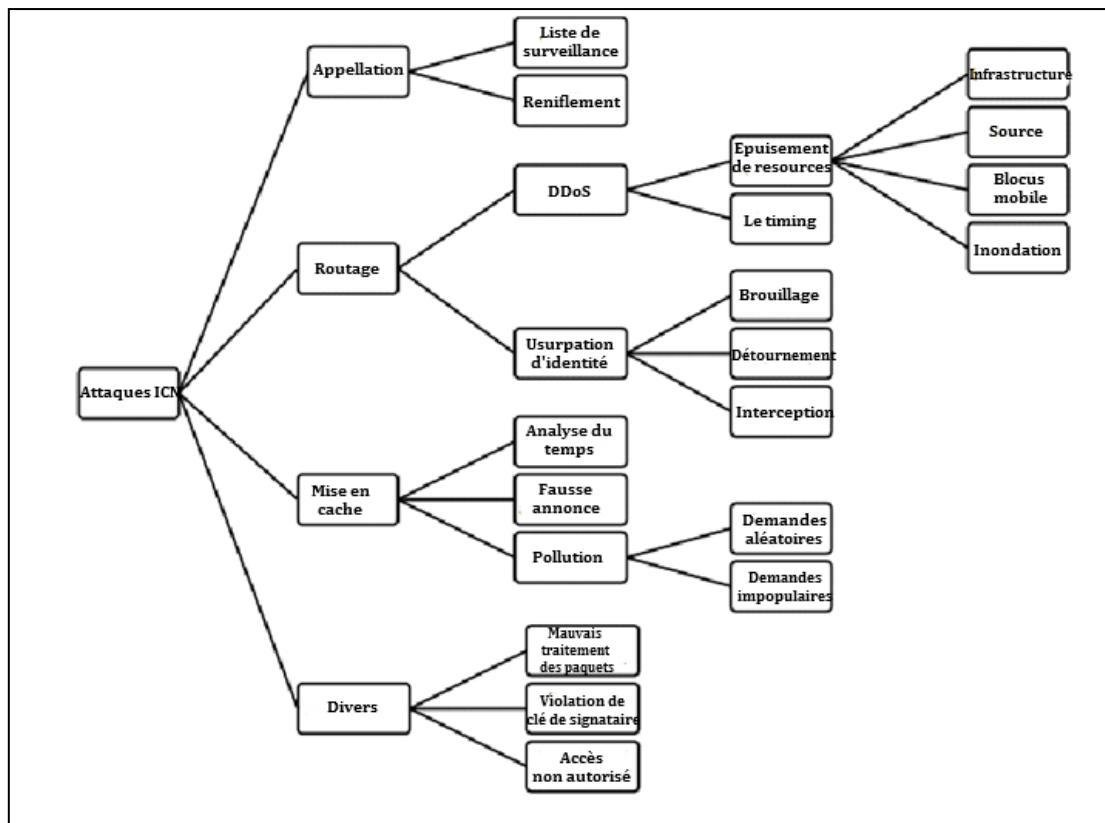 Liste de
surveillance
Appellation
Reniflement
Infrastructure
Source
Epuisement
de resources
Blocus
mobile
DDoS
Le timing
Inondation
Routage
Brouillage
Usurpation
d'identité
Détournement
Interception
Attaques ICN
Analyse du
temps
Mise en
cache
Fausse
annonce
Pollution
Demandes
aléatoires
Demandes
impopulaires
Mauvais
traitement
des paquets
Divers
Violation de
clé de signataire
Accès
non autorisé